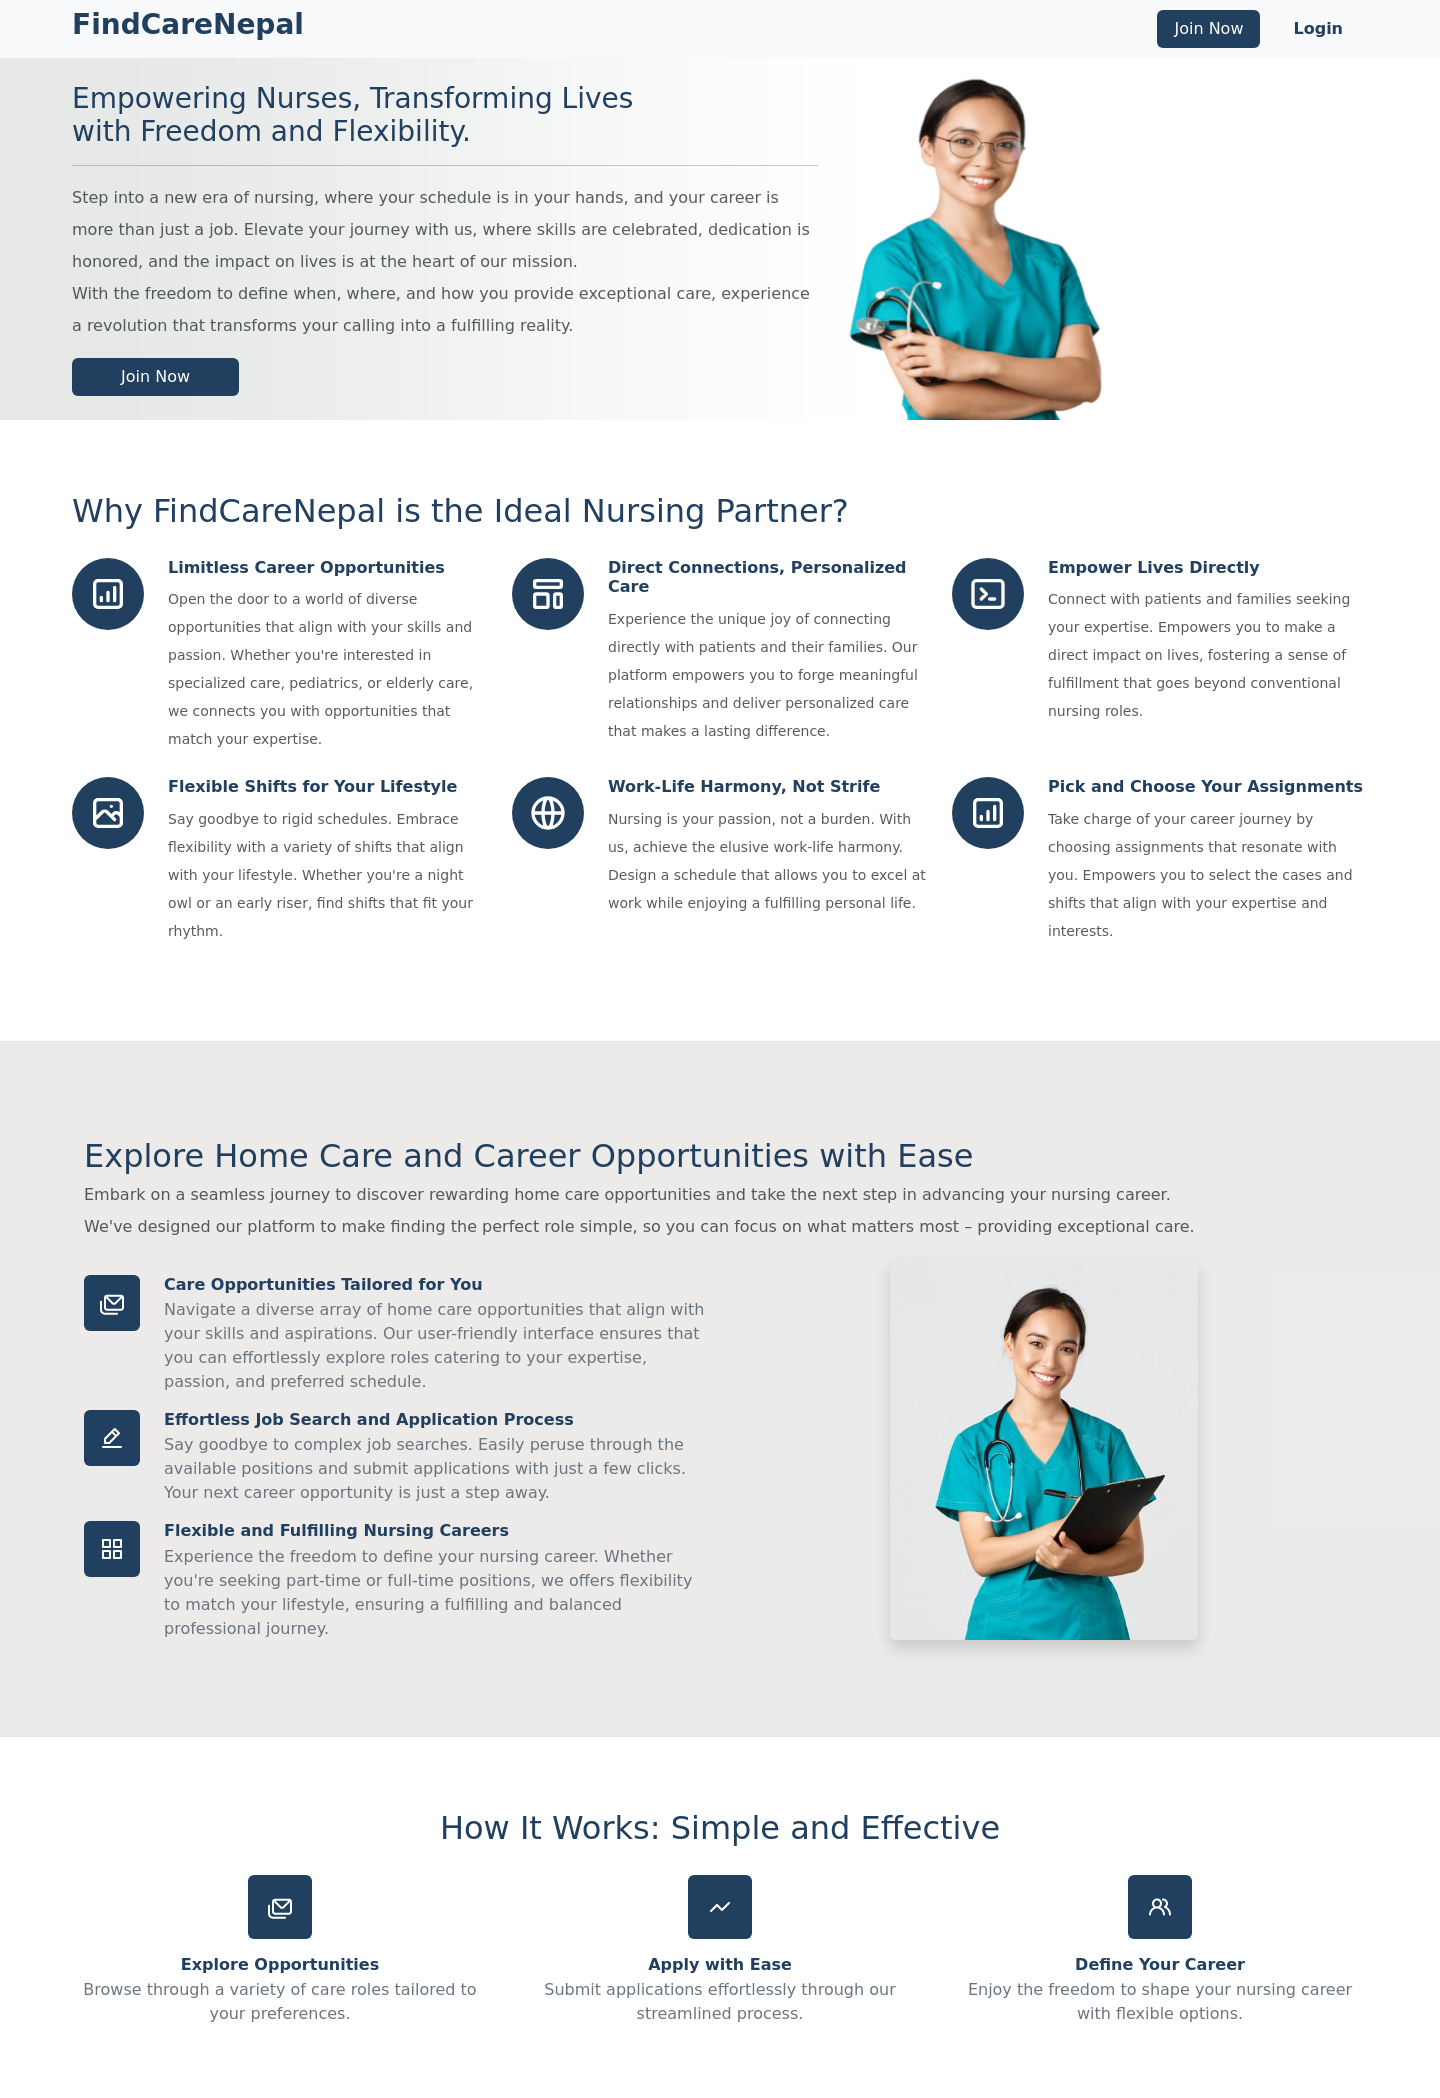 FindCareNepal
Join Now
Login
Empowering Nurses, Transforming Lives
with Freedom and Flexibility.
Step into a new era of nursing, where your schedule is in your hands, and your career is
more than just a job. Elevate your journey with us, where skills are celebrated, dedication is
honored, and the impact on lives is at the heart of our mission.
With the freedom to define when, where, and how you provide exceptional care, experience
a revolution that transforms your calling into a fulfilling reality.
Join Now
Why FindCareNepal is the Ideal Nursing Partner?
Limitless Career Opportunities
Open the door to a world of diverse
opportunities that align with your skills and
passion. Whether you're interested in
specialized care, pediatrics, or elderly care,
we connects you with opportunities that
match your expertise.
Direct Connections, Personalized
Care
Experience the unique joy of connecting
directly with patients and their families. Our
platform empowers you to forge meaningful
relationships and deliver personalized care
that makes a lasting difference.
Empower Lives Directly
Connect with patients and families seeking
your expertise. Empowers you to make a
direct impact on lives, fostering a sense of
fulfillment that goes beyond conventional
nursing roles.
Flexible Shifts for Your Lifestyle
Say goodbye to rigid schedules. Embrace
flexibility with a variety of shifts that align
with your lifestyle. Whether you're a night
owl or an early riser, find shifts that fit your
rhythm.
Work-Life Harmony, Not Strife
Nursing is your passion, not a burden. With
us, achieve the elusive work-life harmony.
Design a schedule that allows you to excel at
work while enjoying a fulfilling personal life.
Pick and Choose Your Assignments
Take charge of your career journey by
choosing assignments that resonate with
you. Empowers you to select the cases and
shifts that align with your expertise and
interests.
Explore Home Care and Career Opportunities with Ease
Embark on a seamless journey to discover rewarding home care opportunities and take the next step in advancing your nursing career.
We've designed our platform to make finding the perfect role simple, so you can focus on what matters most – providing exceptional care.
Care Opportunities Tailored for You
Navigate a diverse array of home care opportunities that align with
your skills and aspirations. Our user-friendly interface ensures that
you can effortlessly explore roles catering to your expertise,
passion, and preferred schedule.
Effortless Job Search and Application Process
Say goodbye to complex job searches. Easily peruse through the
available positions and submit applications with just a few clicks.
Your next career opportunity is just a step away.
Flexible and Fulfilling Nursing Careers
Experience the freedom to define your nursing career. Whether
you're seeking part-time or full-time positions, we offers flexibility
to match your lifestyle, ensuring a fulfilling and balanced
professional journey.
How It Works: Simple and Effective
Explore Opportunities
Browse through a variety of care roles tailored to
your preferences.
Apply with Ease
Submit applications effortlessly through our
streamlined process.
Define Your Career
Enjoy the freedom to shape your nursing career
with flexible options.